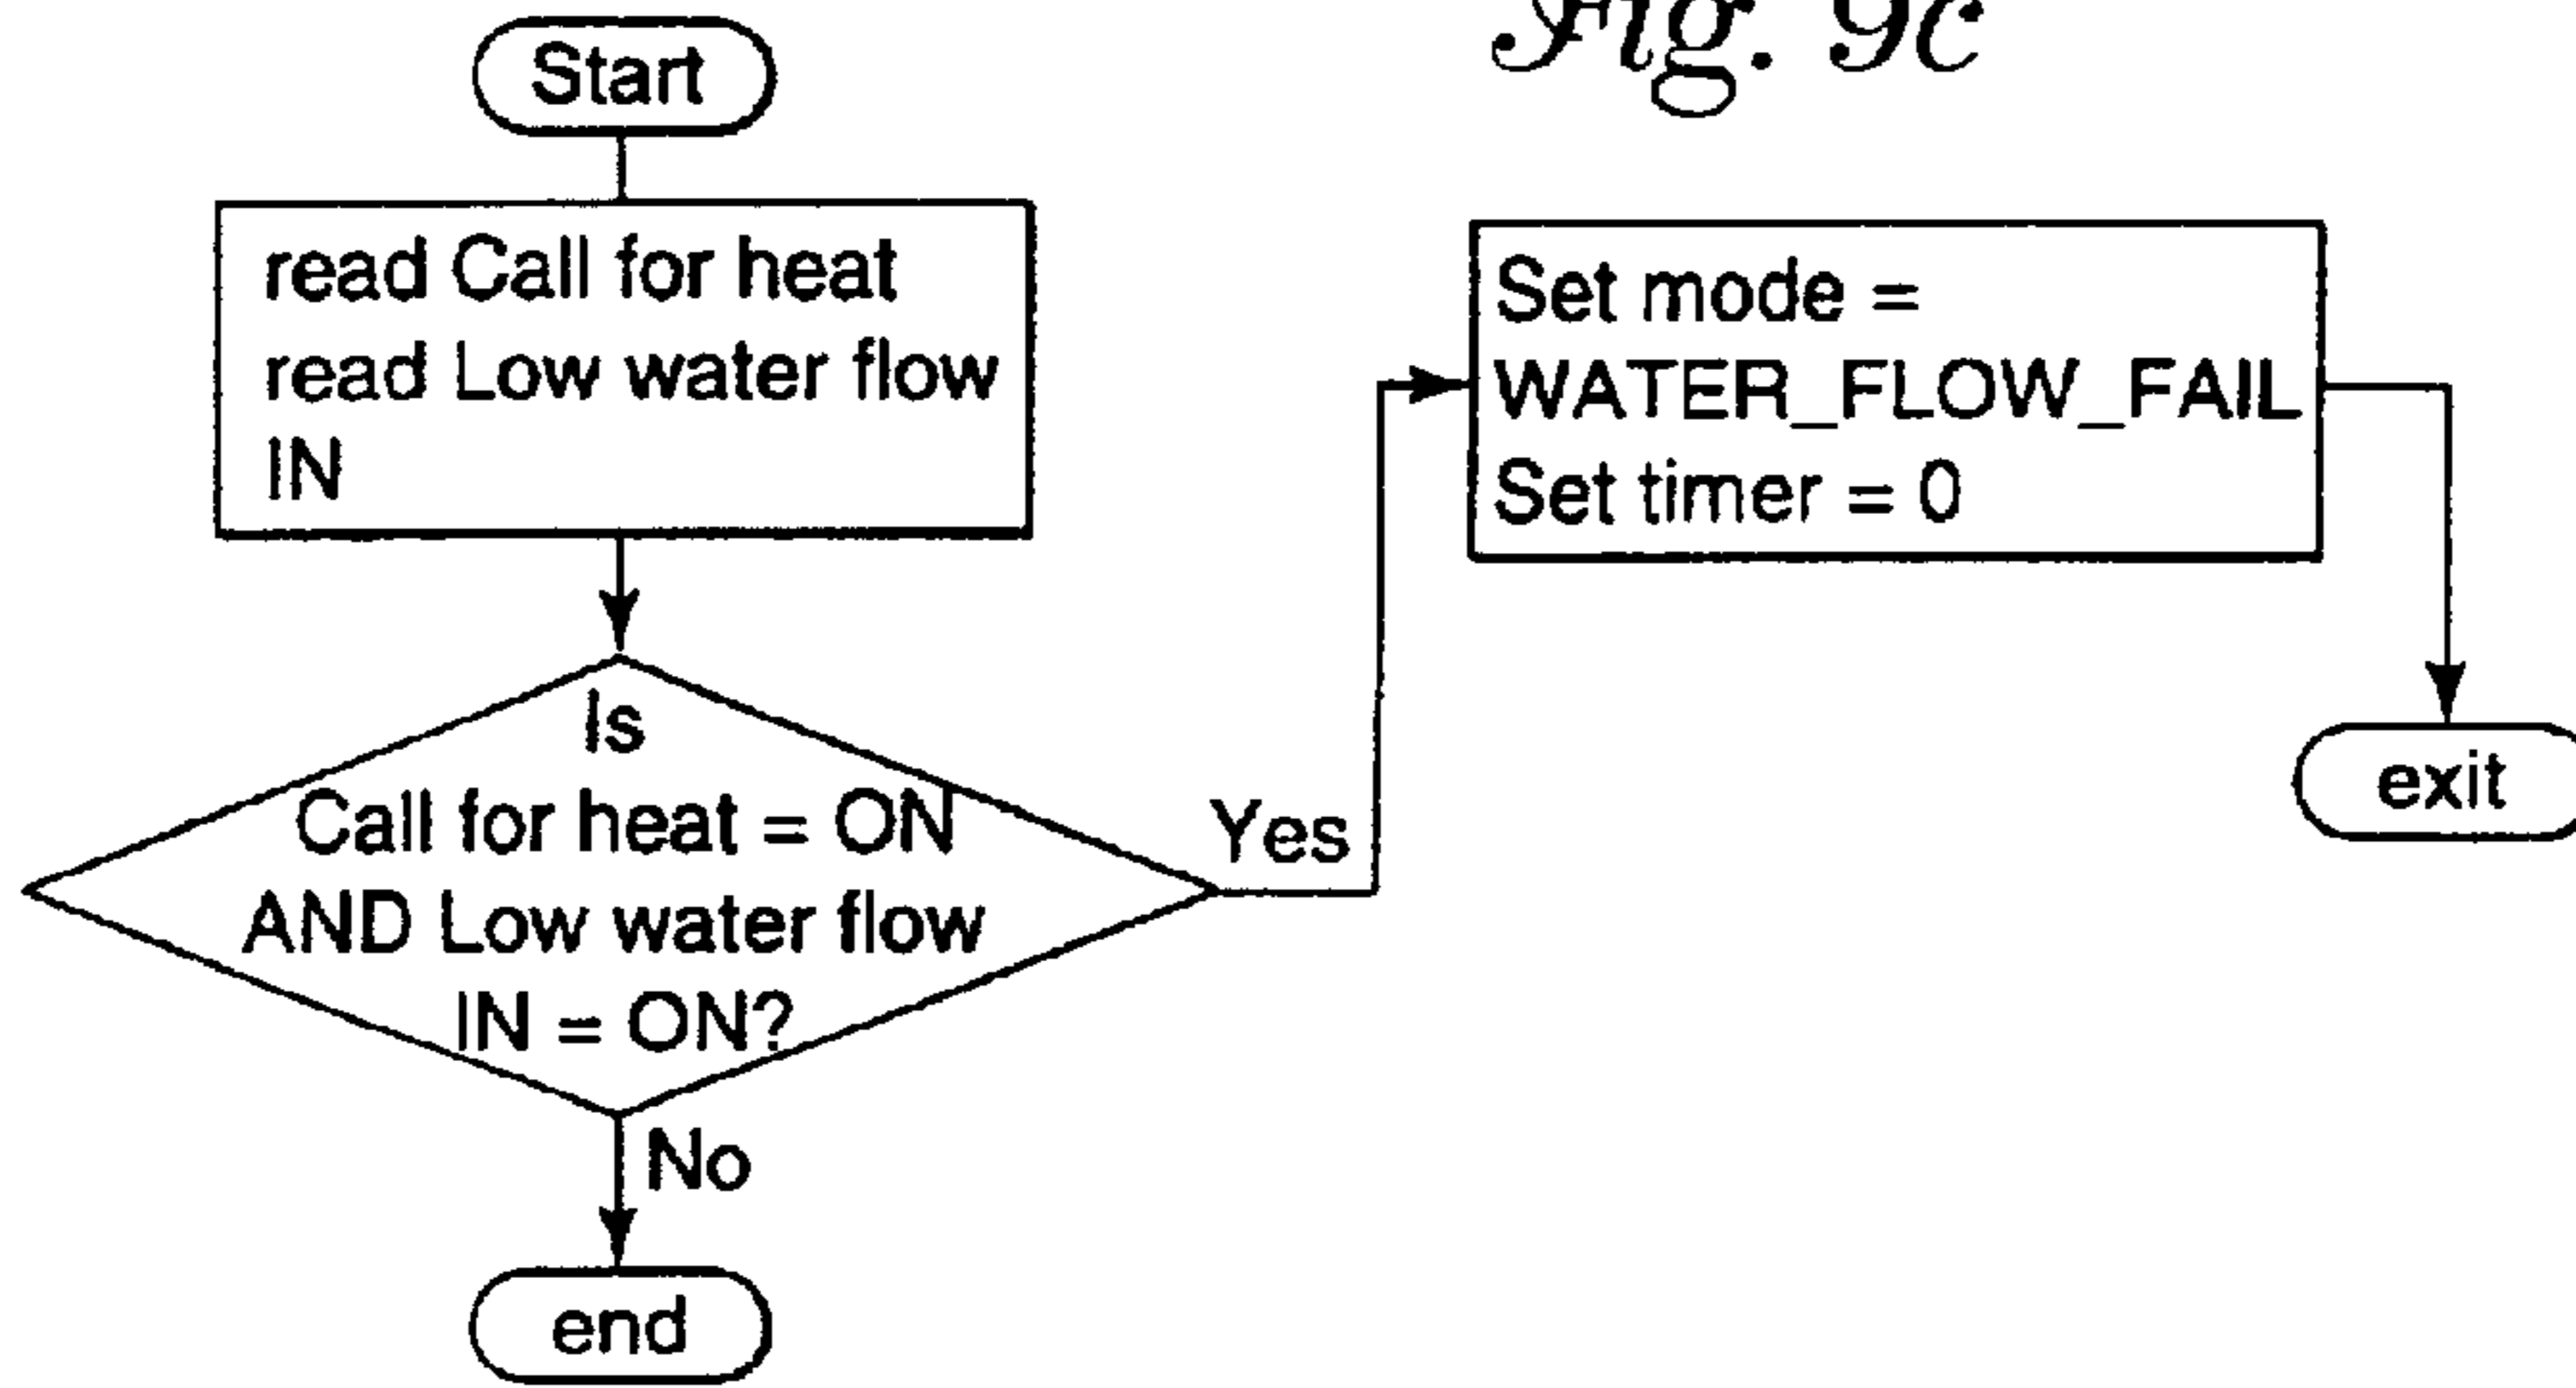 Fig. 9c
Start
read Call for heat
read Low water flow
IN
Is
Call for heat = ON
AND Low water flow
IN = ON?
Yes
No
end
Set mode =
WATER_FLOW_FAIL
Set timer = 0
exit